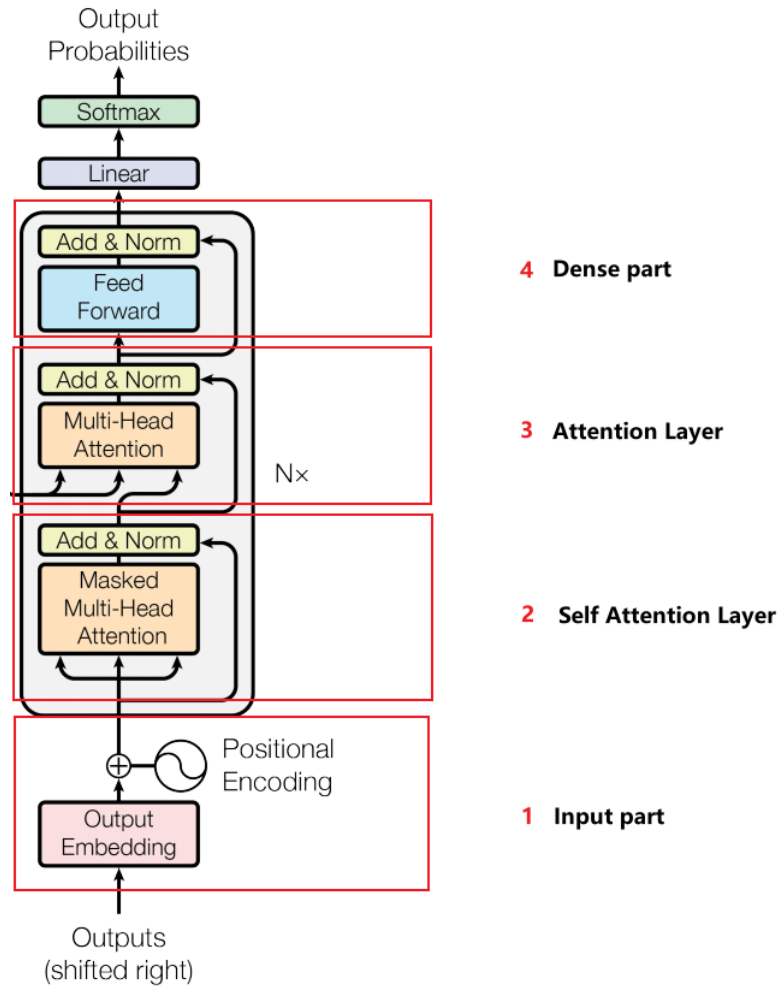 Output
Probabilities
Softmax
Linear
Add & Norm
Feed
Forward
4 Dense part
Add & Norm
Multi-Head
Attention
3 Attention Layer
N×
Add & Norm
Masked
Multi-Head
Attention
2 Self Attention Layer
Positional
Encoding
Output
Embedding
1 Input part
Outputs
(shifted right)